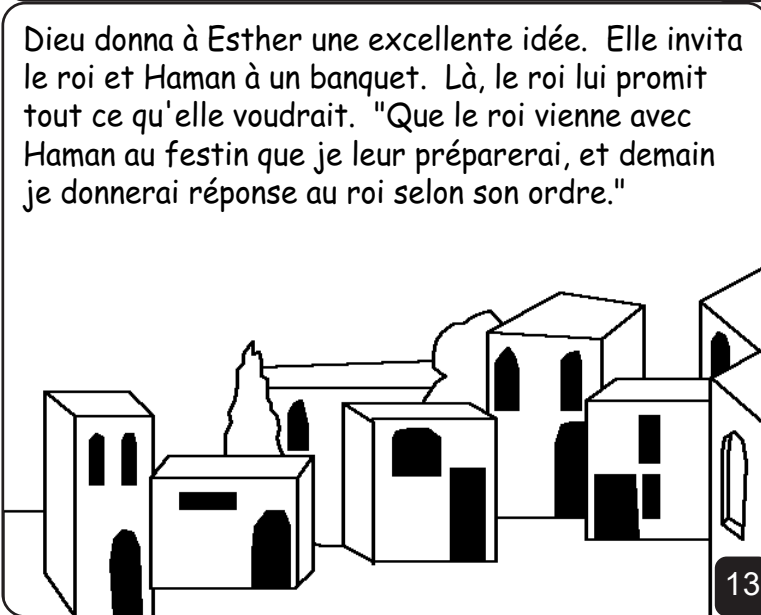 Dieu donna à Esther une excellente idée.  Elle invita
le roi et Haman à un banquet.  Là, le roi lui promit
tout ce qu'elle voudrait.  "Que le roi vienne avec
Haman au festin que je leur préparerai, et demain
je donnerai réponse au roi selon son ordre."
13